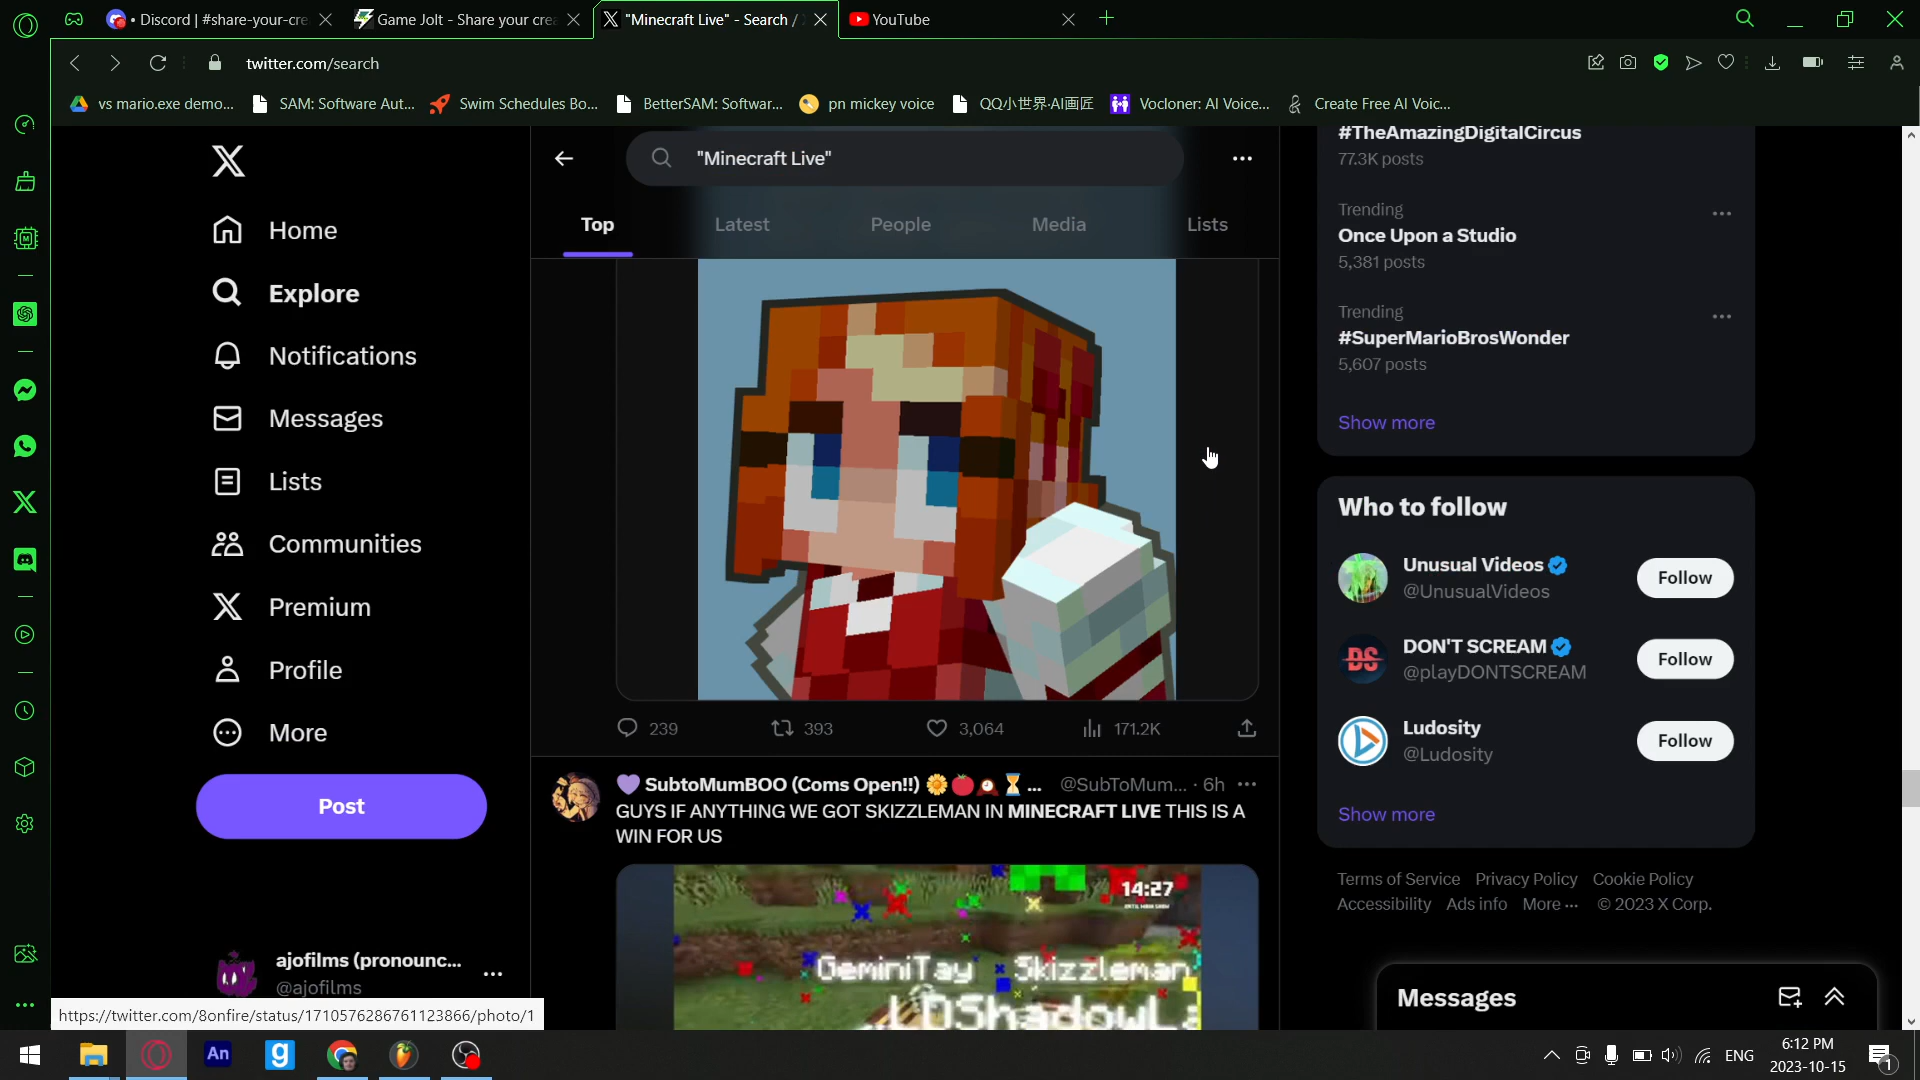 • Discord | #share-your-cre
Game Jolt - Share your crea
"Minecraft Live" - Search /
YouTube
twitter.com/search
vs mario.exe demo...
SAM: Software Aut...
Swim Schedules Bo...
BetterSAM: Softwar...
pn mickey voice
QQ小世界·AI画匠
Vocloner: AI Voice...
Create Free AI Voic...
"Minecraft Live"
Top
Latest
People
Media
Lists
Home
Explore
Notifications
Messages
Lists
Communities
Premium
Profile
More
Post
ajofilms (pronounc...
@ajofilms
239
393
3,064
171.2K
SubtoMumBOO (Coms Open!!) ... @SubToMum... · 6h
GUYS IF ANYTHING WE GOT SKIZZLEMAN IN MINECRAFT LIVE THIS IS A
WIN FOR US
14:27
GeminiTay
Skizzleman
#TheAmazingDigitalCircus
77.3K posts
Trending
Once Upon a Studio
5,381 posts
Trending
#SuperMarioBrosWonder
5,607 posts
Show more
Who to follow
Unusual Videos
@UnusualVideos
Follow
DS
DON'T SCREAM
@playDONTSCREAM
Follow
Ludosity
@Ludosity
Follow
Show more
Terms of Service Privacy Policy Cookie Policy
Accessibility Ads info More ··· © 2023 X Corp.
Messages
https://twitter.com/8onfire/status/1710576286761123866/photo/1
An
g
ENG
6:12 PM
2023-10-15
1